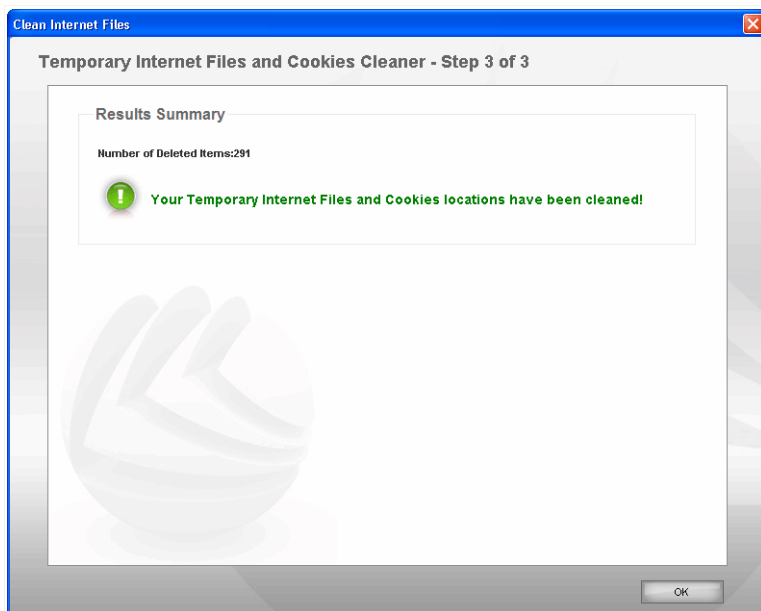 Clean Internet Files
Temporary Internet Files and Cookies Cleaner - Step 3 of 3
Results Summary
Number of Deleted Items:291
Your Temporary Internet Files and Cookies locations have been cleaned!
OK